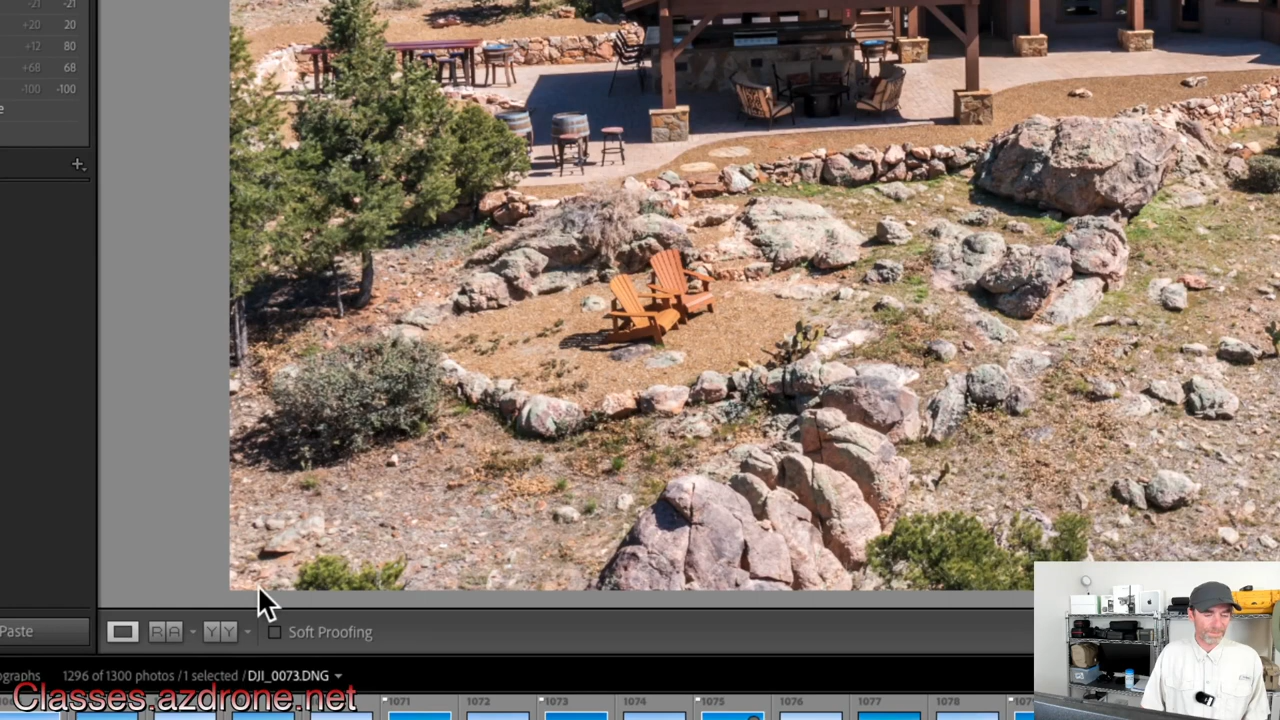 -21 -21
+20 20
+12 80
+68 68
-100 -100
e
Paste
R A
Y Y
Soft Proofing
ographs 1296 of 1300 photos / 1 selected / DJI_0073.DNG
Classes.azdrone.net
1071
1072
1073
1074
1075
1076
1077
1078